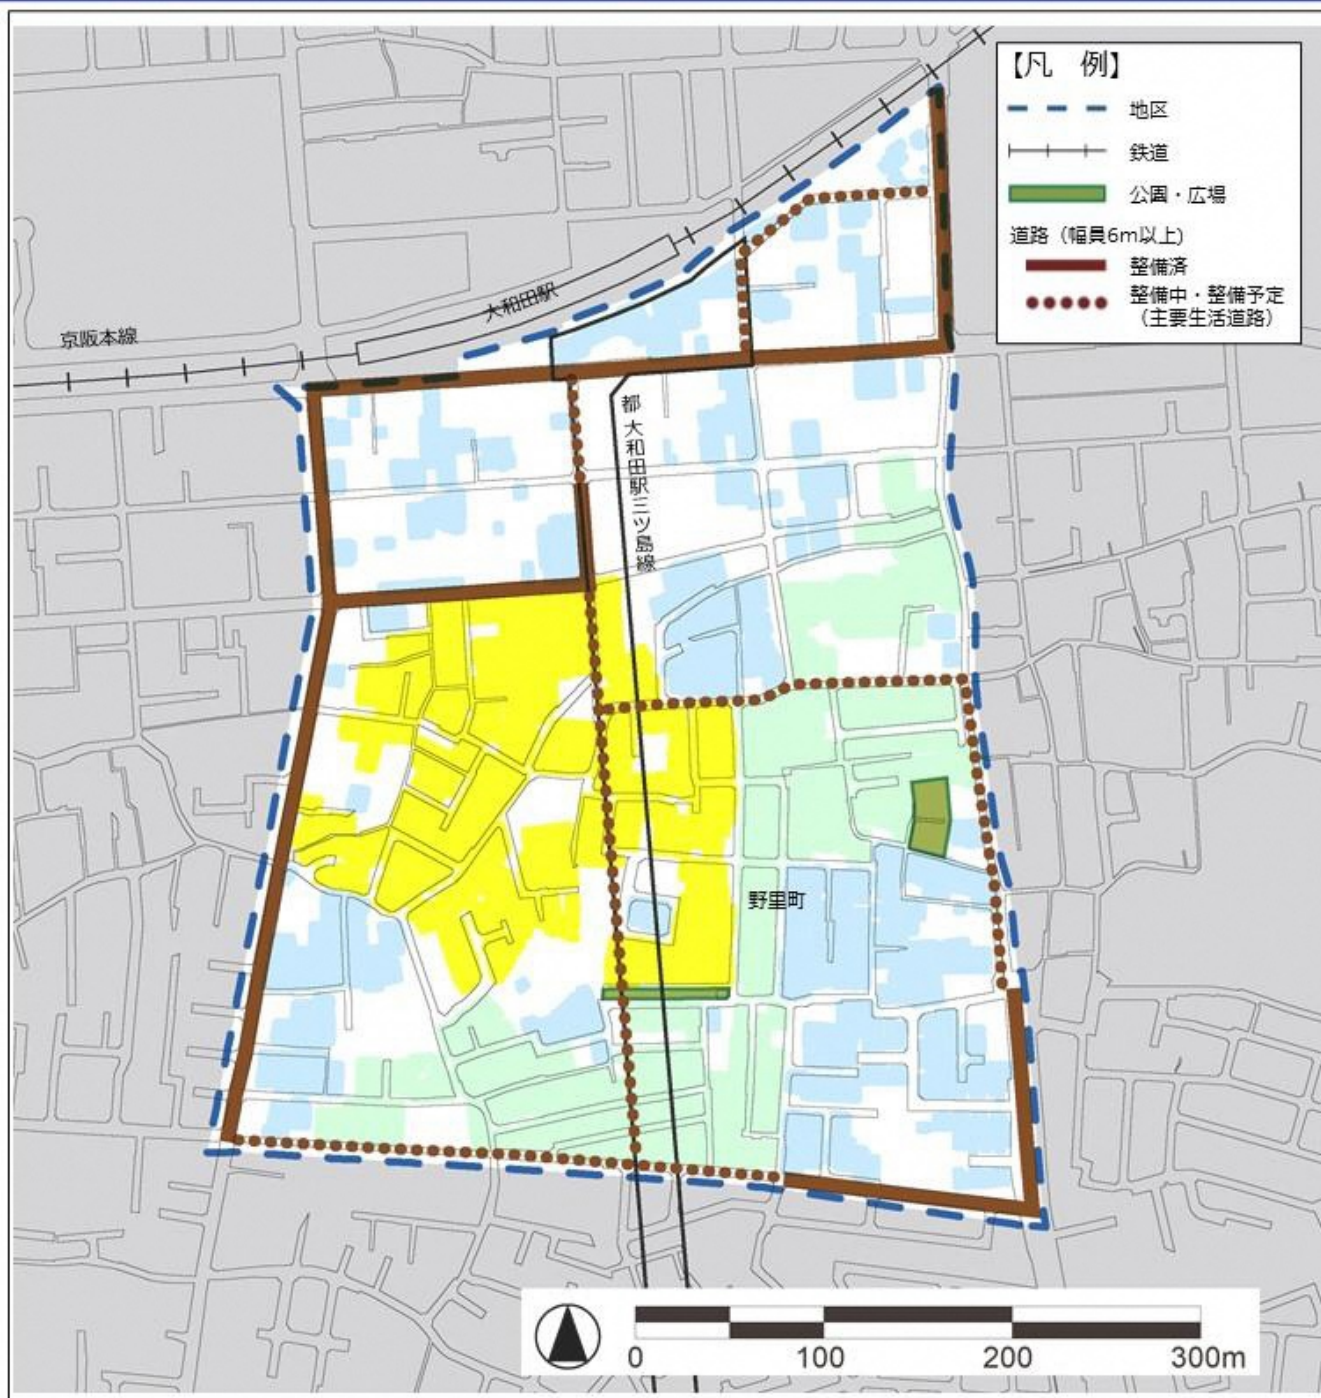 【凡　例】
地区
鉄道
公園・広場
道路（幅員6m以上)
整備済
整備中・整備予定
（主要生活道路）
大和田駅
京阪本線
都 大和田駅三ツ島線
野里町
0 100 200 300m